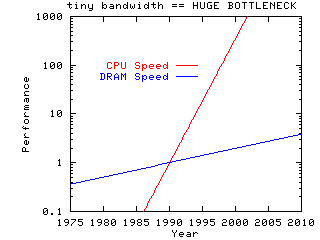 tiny bandwidth == HUGE BOTTLENECK
1000
100
10
1
0.1
Performance
CPU Speed
DRAM Speed
1975 1980 1985 1990 1995 2000 2005 2010
Year